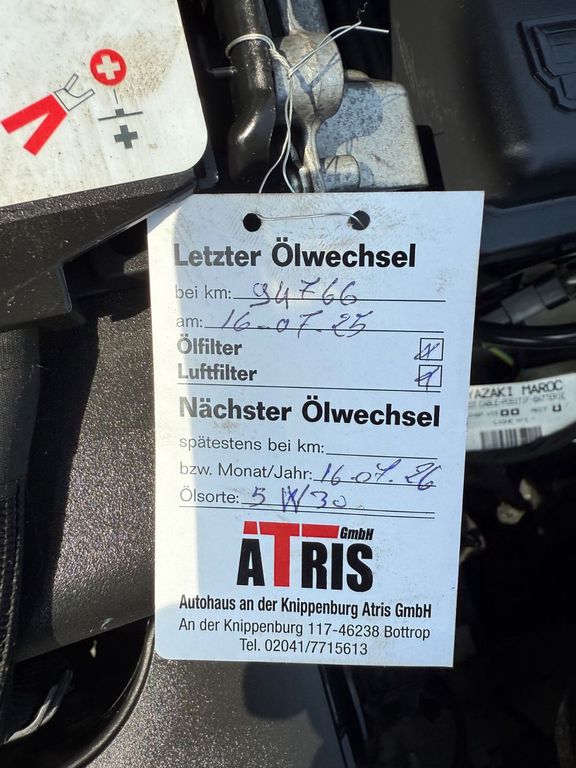 Letzter Ölwechsel
bei km: 94766
am: 16-07.25
Ölfilter
Luftfilter
Nächster Ölwechsel
spätestens bei km:
bzw. Monat/Jahr: 16.07.26
Ölsorte: 5 W 30
ATRIS GmbH
Autohaus an der Knippenburg Atris GmbH
An der Knippenburg 117-46238 Bottrop
Tel. 02041/7715613
YAZAKI MAROC